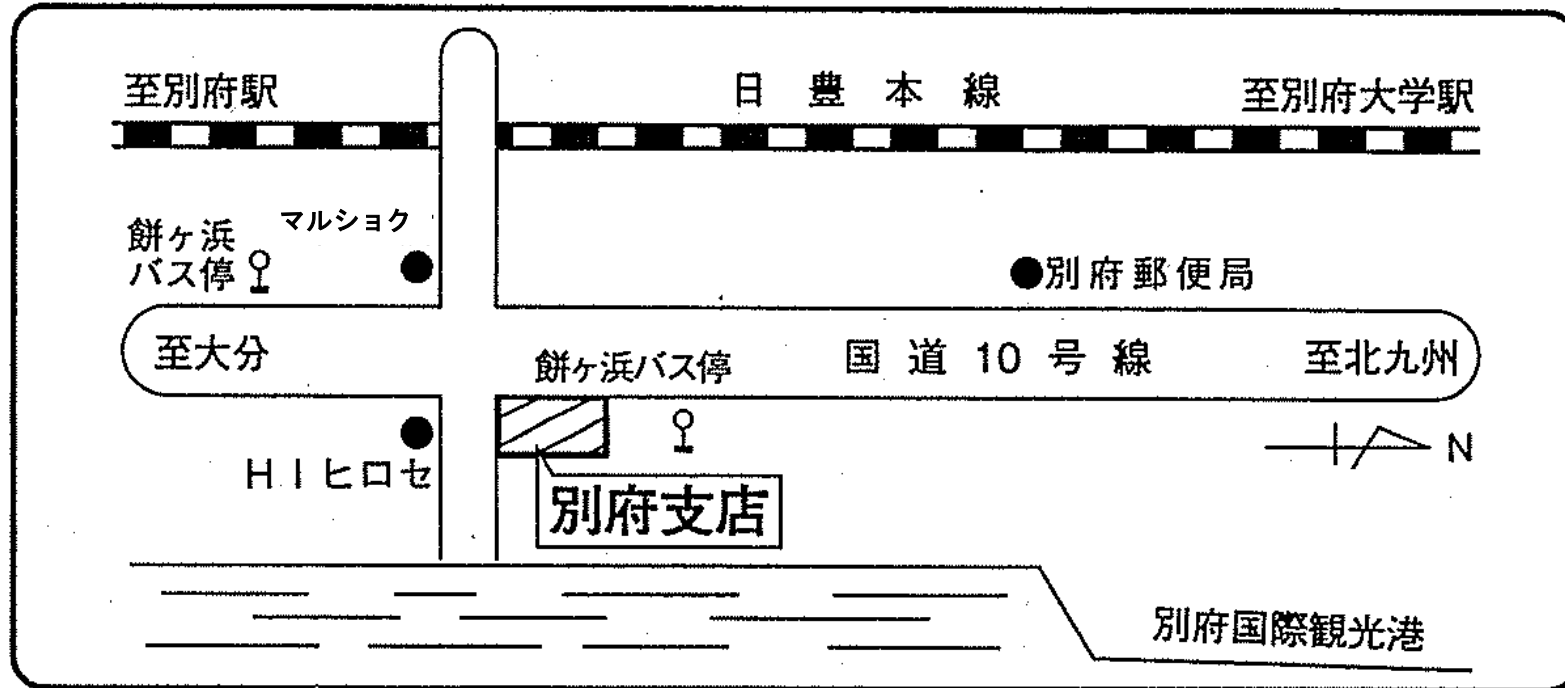 至別府駅
日豊本線
至別府大学駅
餅ヶ浜
バス停
マルショク
別府郵便局
至大分
餅ヶ浜バス停
国道10号線
至北九州
HIヒロセ
N
別府支店
別府国際観光港